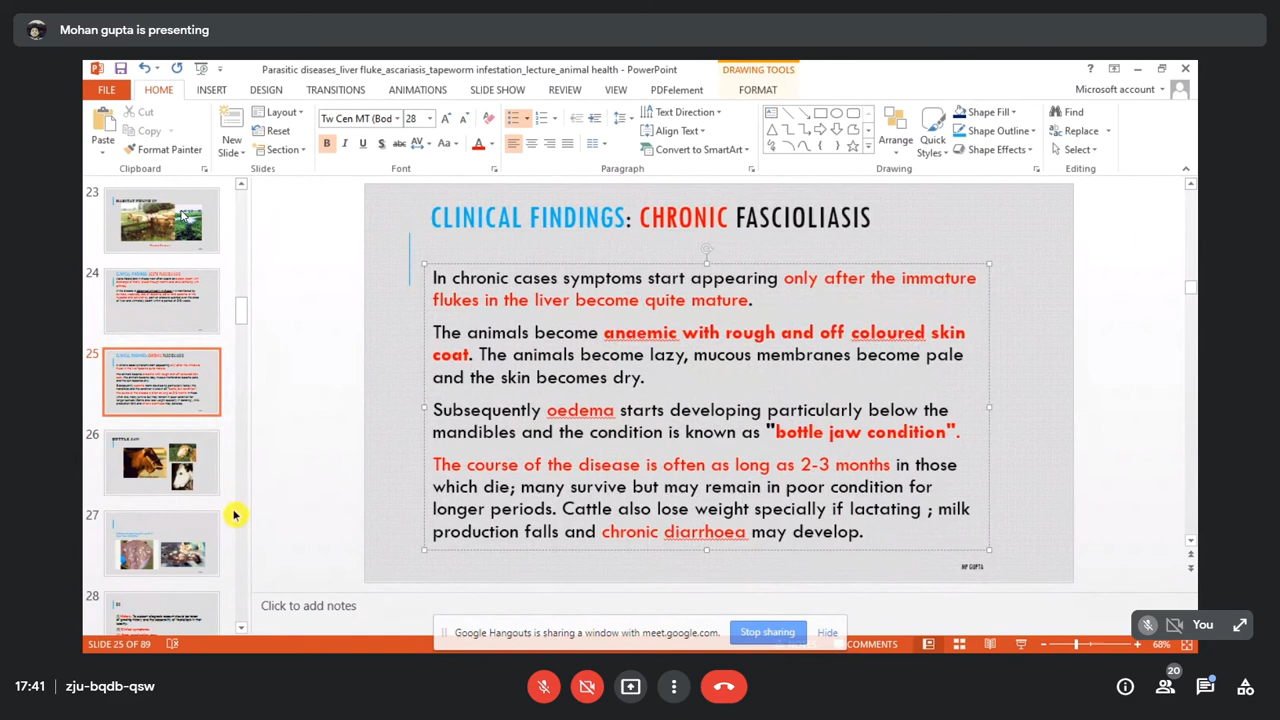 Mohan gupta is presenting
Parasitic diseases_liver fluke_ascariasis_tapeworm infestation_lecture_animal health - PowerPoint
DRAWING TOOLS
FILE HOME INSERT DESIGN TRANSITIONS ANIMATIONS SLIDE SHOW REVIEW VIEW PDFelement FORMAT
Microsoft account
Paste
Cut
Copy
Format Painter
Clipboard
New
Slide
Layout
Reset
Section
Slides
Tw Cen MT (Bod 28
Font
Text Direction
Align Text
Convert to SmartArt
Paragraph
Arrange
Quick
Styles
Shape Fill
Shape Outline
Shape Effects
Drawing
Find
Replace
Select
Editing
23
24
25
26
BOTTLE JAW
27
28
CLINICAL FINDINGS: CHRONIC FASCIOLIASIS
In chronic cases symptoms start appearing only after the immature
flukes in the liver become quite mature.
The animals become anaemic with rough and off coloured skin
coat. The animals become lazy, mucous membranes become pale
and the skin becomes dry.
Subsequently oedema starts developing particularly below the
mandibles and the condition is known as "bottle jaw condition".
The course of the disease is often as long as 2-3 months in those
which die; many survive but may remain in poor condition for
longer periods. Cattle also lose weight specially if lactating ; milk
production falls and chronic diarrhoea may develop.
MP GUPTA
Click to add notes
Google Hangouts is sharing a window with meet.google.com.
Stop sharing
Hide
You
SLIDE 25 OF 89
COMMENTS
68%
17:41 | zju-bqdb-qsw
20